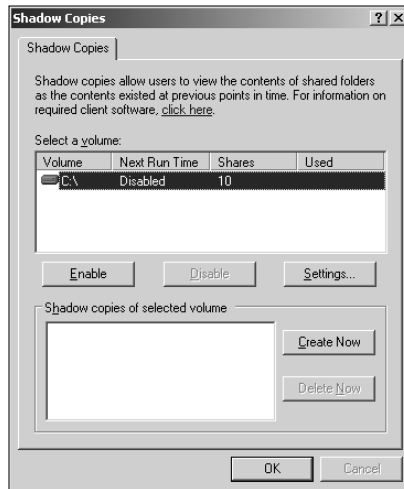 Shadow Copies
Shadow Copies
Shadow copies allow users to view the contents of shared folders
as the contents existed at previous points in time. For information on
required client software, click here.
Select a volume:
Volume Next Run Time Shares Used
C:\ Disabled 10
Enable Disable Settings...
Shadow copies of selected volume
Create Now
Delete Now
OK Cancel